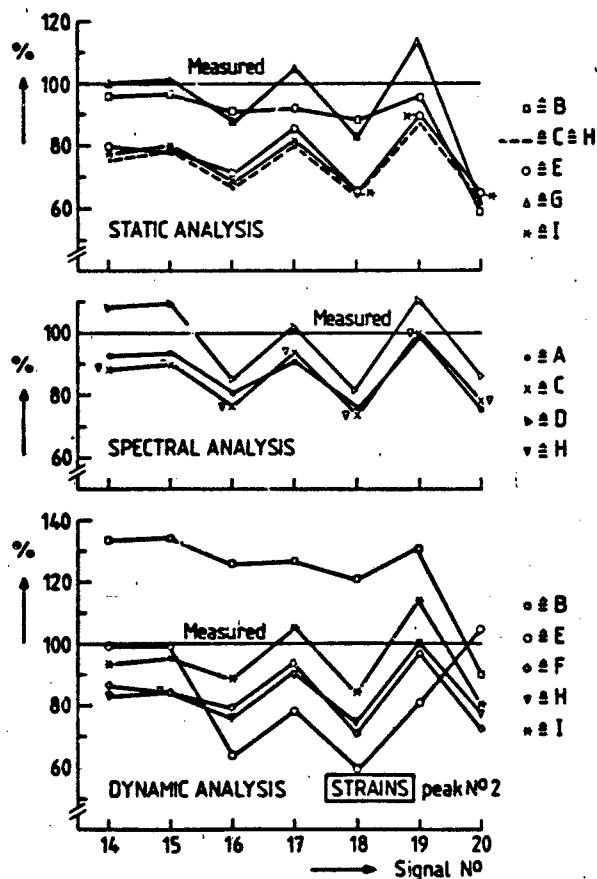 120
%
100
80
60
Measured
STATIC ANALYSIS
□ ≙ B
--- ≙ C ≙ H
○ ≙ E
△ ≙ G
* ≙ I
%
100
80
60
Measured
SPECTRAL ANALYSIS
≙ A
× ≙ C
≙ D
▽ ≙ H
140
%
120
100
80
60
Measured
DYNAMIC ANALYSIS
STRAINS peak Nº 2
≙ B
○ ≙ E
≙ F
▽ ≙ H
* ≙ I
14 15 16 17 18 19 20
Signal Nº